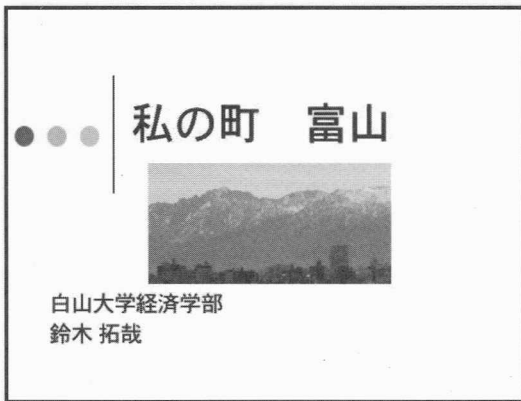 私の町　富山
白山大学経済学部
鈴木 拓哉